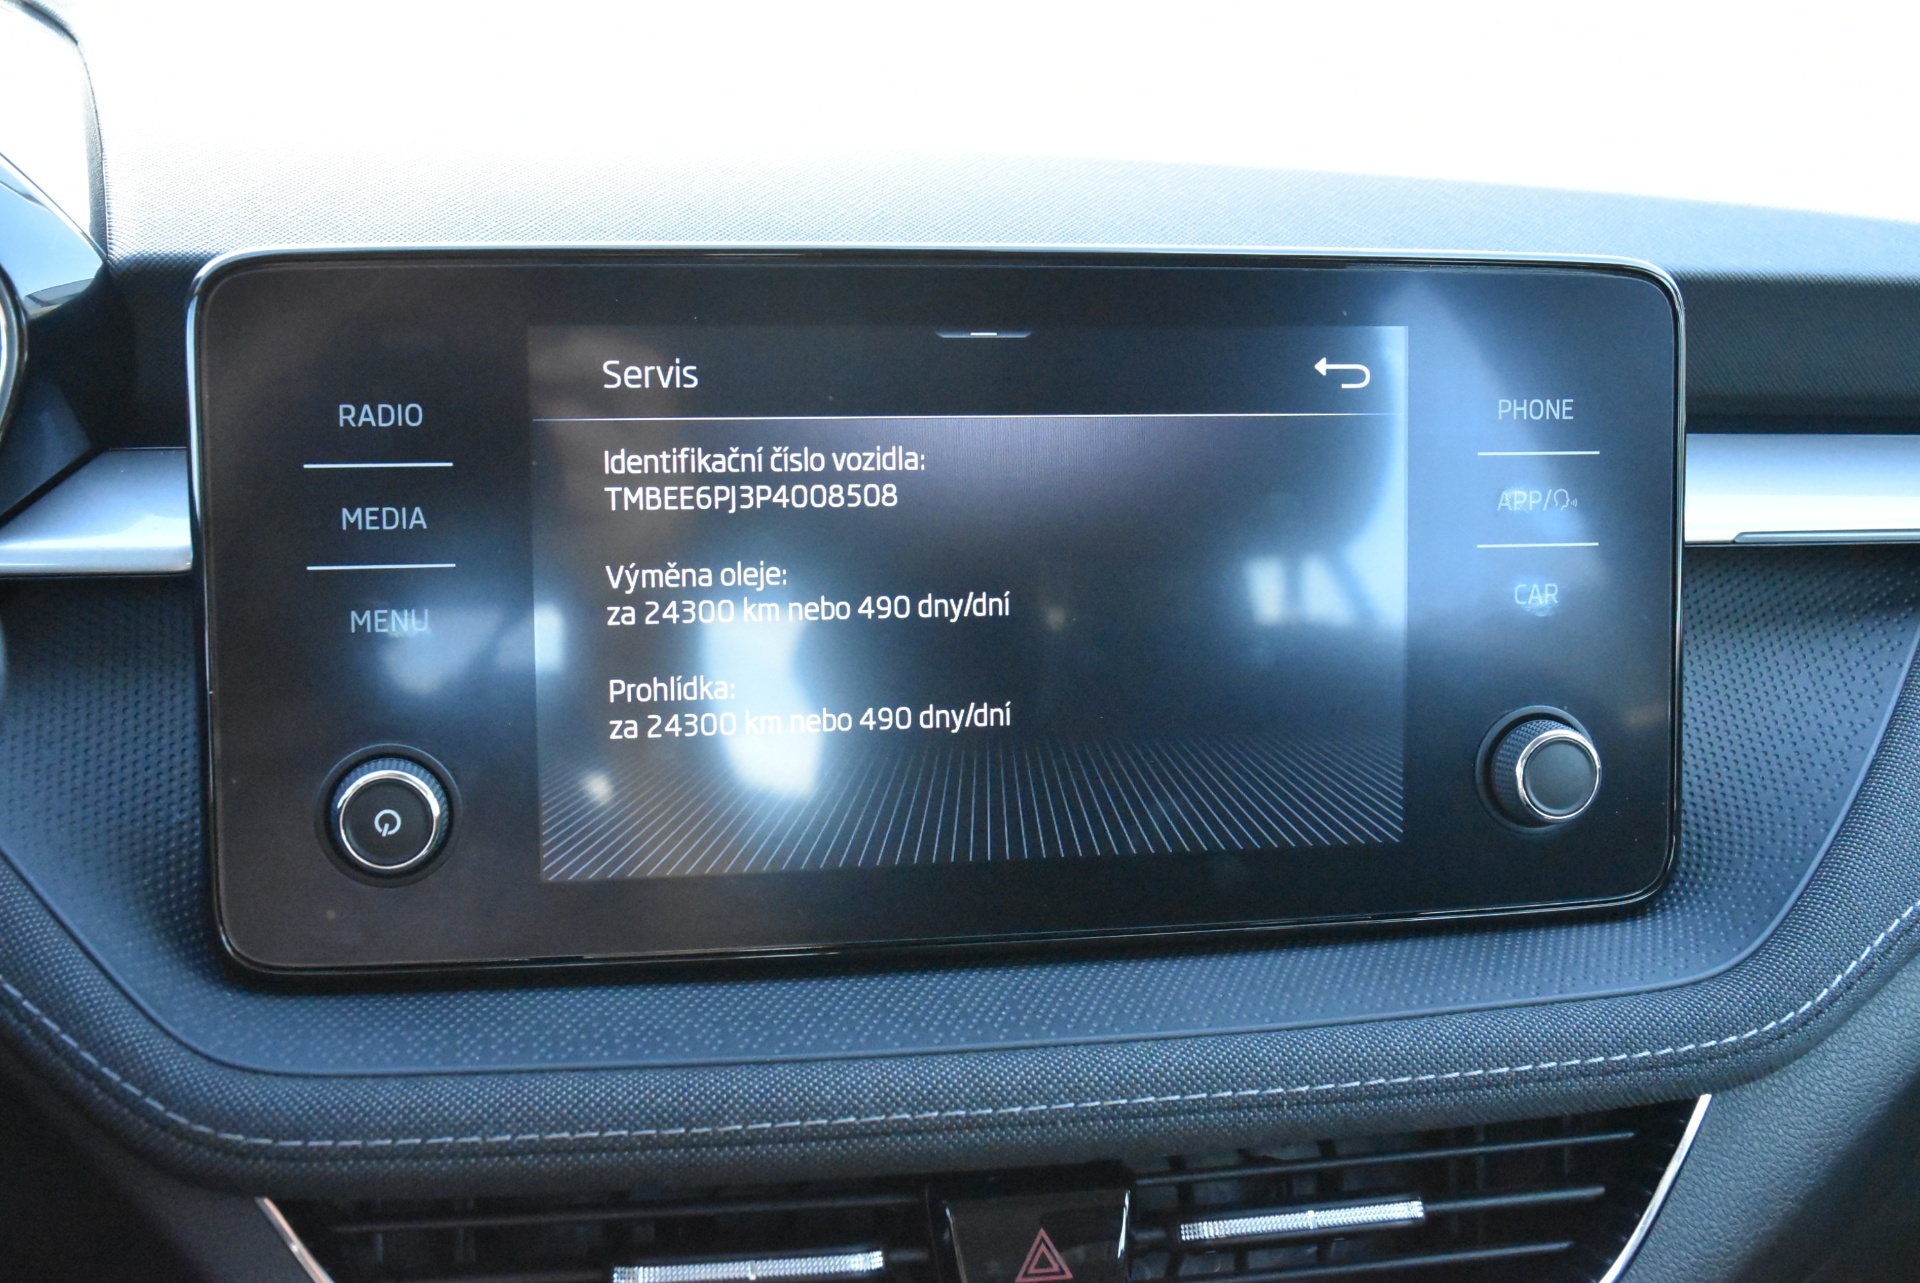 Servis
RADIO
MEDIA
MENU
Identifikační číslo vozidla:
TMBEE6PJ3P4008508
Výměna oleje:
za 24300 km nebo 490 dny/dní
Prohlídka:
za 24300 km nebo 490 dny/dní
PHONE
APP/
CAR